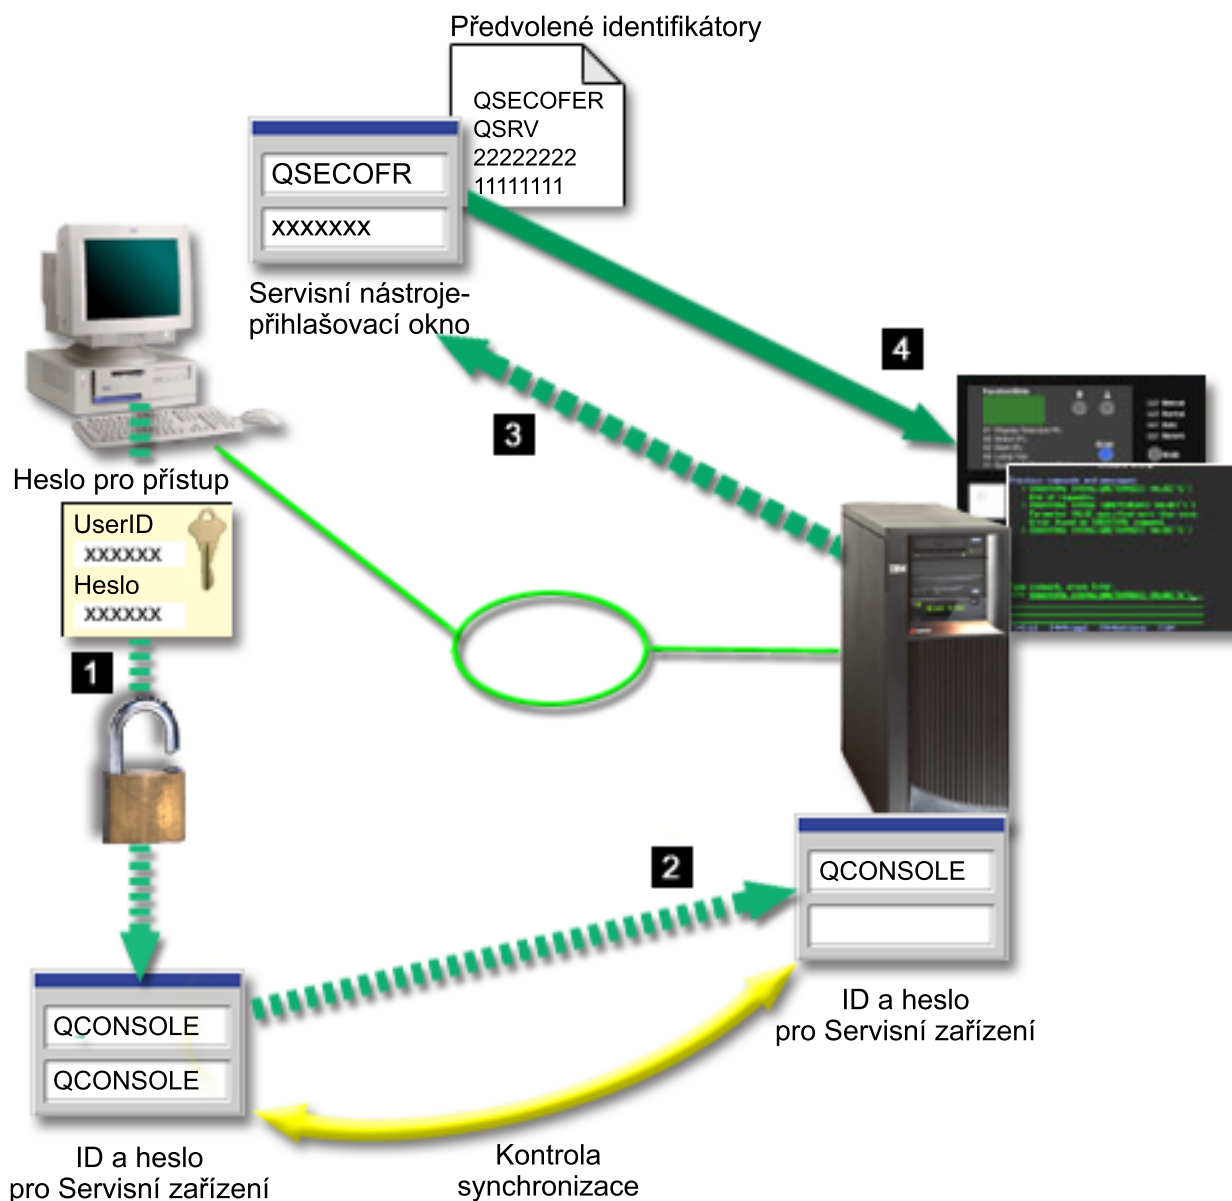 Předvolené identifikátory
QSECOFER
QSRV
22222222
11111111
QSECOFR
xxxxxxx
Servisní nástroje-
přihlašovací okno
4
3
Heslo pro přístup
UserID
xxxxxx
Heslo
xxxxxx
1
IBM
2
QCONSOLE
ID a heslo
pro Servisní zařízení
QCONSOLE
QCONSOLE
ID a heslo
pro Servisní zařízení
Kontrola
synchronizace